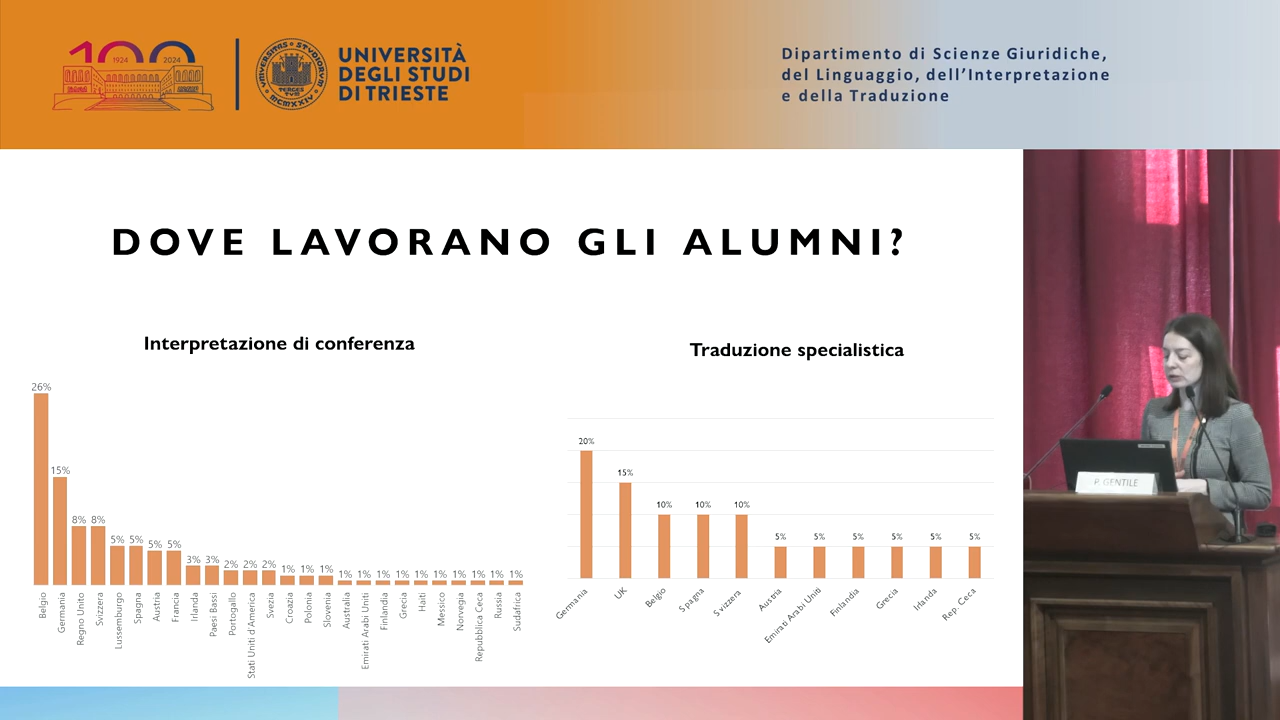 1924 2024
UNIVERSITÀ
DEGLI STUDI
DI TRIESTE
Dipartimento di Scienze Giuridiche,
del Linguaggio, dell'Interpretazione
e della Traduzione
DOVE LAVORANO GLI ALUMNI?
Interpretazione di conferenza
26% 15% 8% 8% 5% 5% 5% 5% 3% 3% 2% 2% 2% 1% 1% 1% 1% 1% 1% 1% 1% 1% 1% 1% 1% 1%
Belgio
Germania
Regno Unito
Svizzera
Lussemburgo
Spagna
Austria
Francia
Irlanda
Paesi Bassi
Portogallo
Stati Uniti d'America
Svezia
Croazia
Polonia
Slovenia
Australia
Emirati Arabi Uniti
Finlandia
Grecia
Haiti
Messico
Norvegia
Repubblica Ceca
Russia
Sudafrica
Traduzione specialistica
20% 15% 10% 10% 10% 5% 5% 5% 5% 5% 5%
Germania
UK
Belgio
Spagna
Svizzera
Austria
Emirati Arabi Uniti
Finlandia
Grecia
Irlanda
Rep. Ceca
P. GENTILE